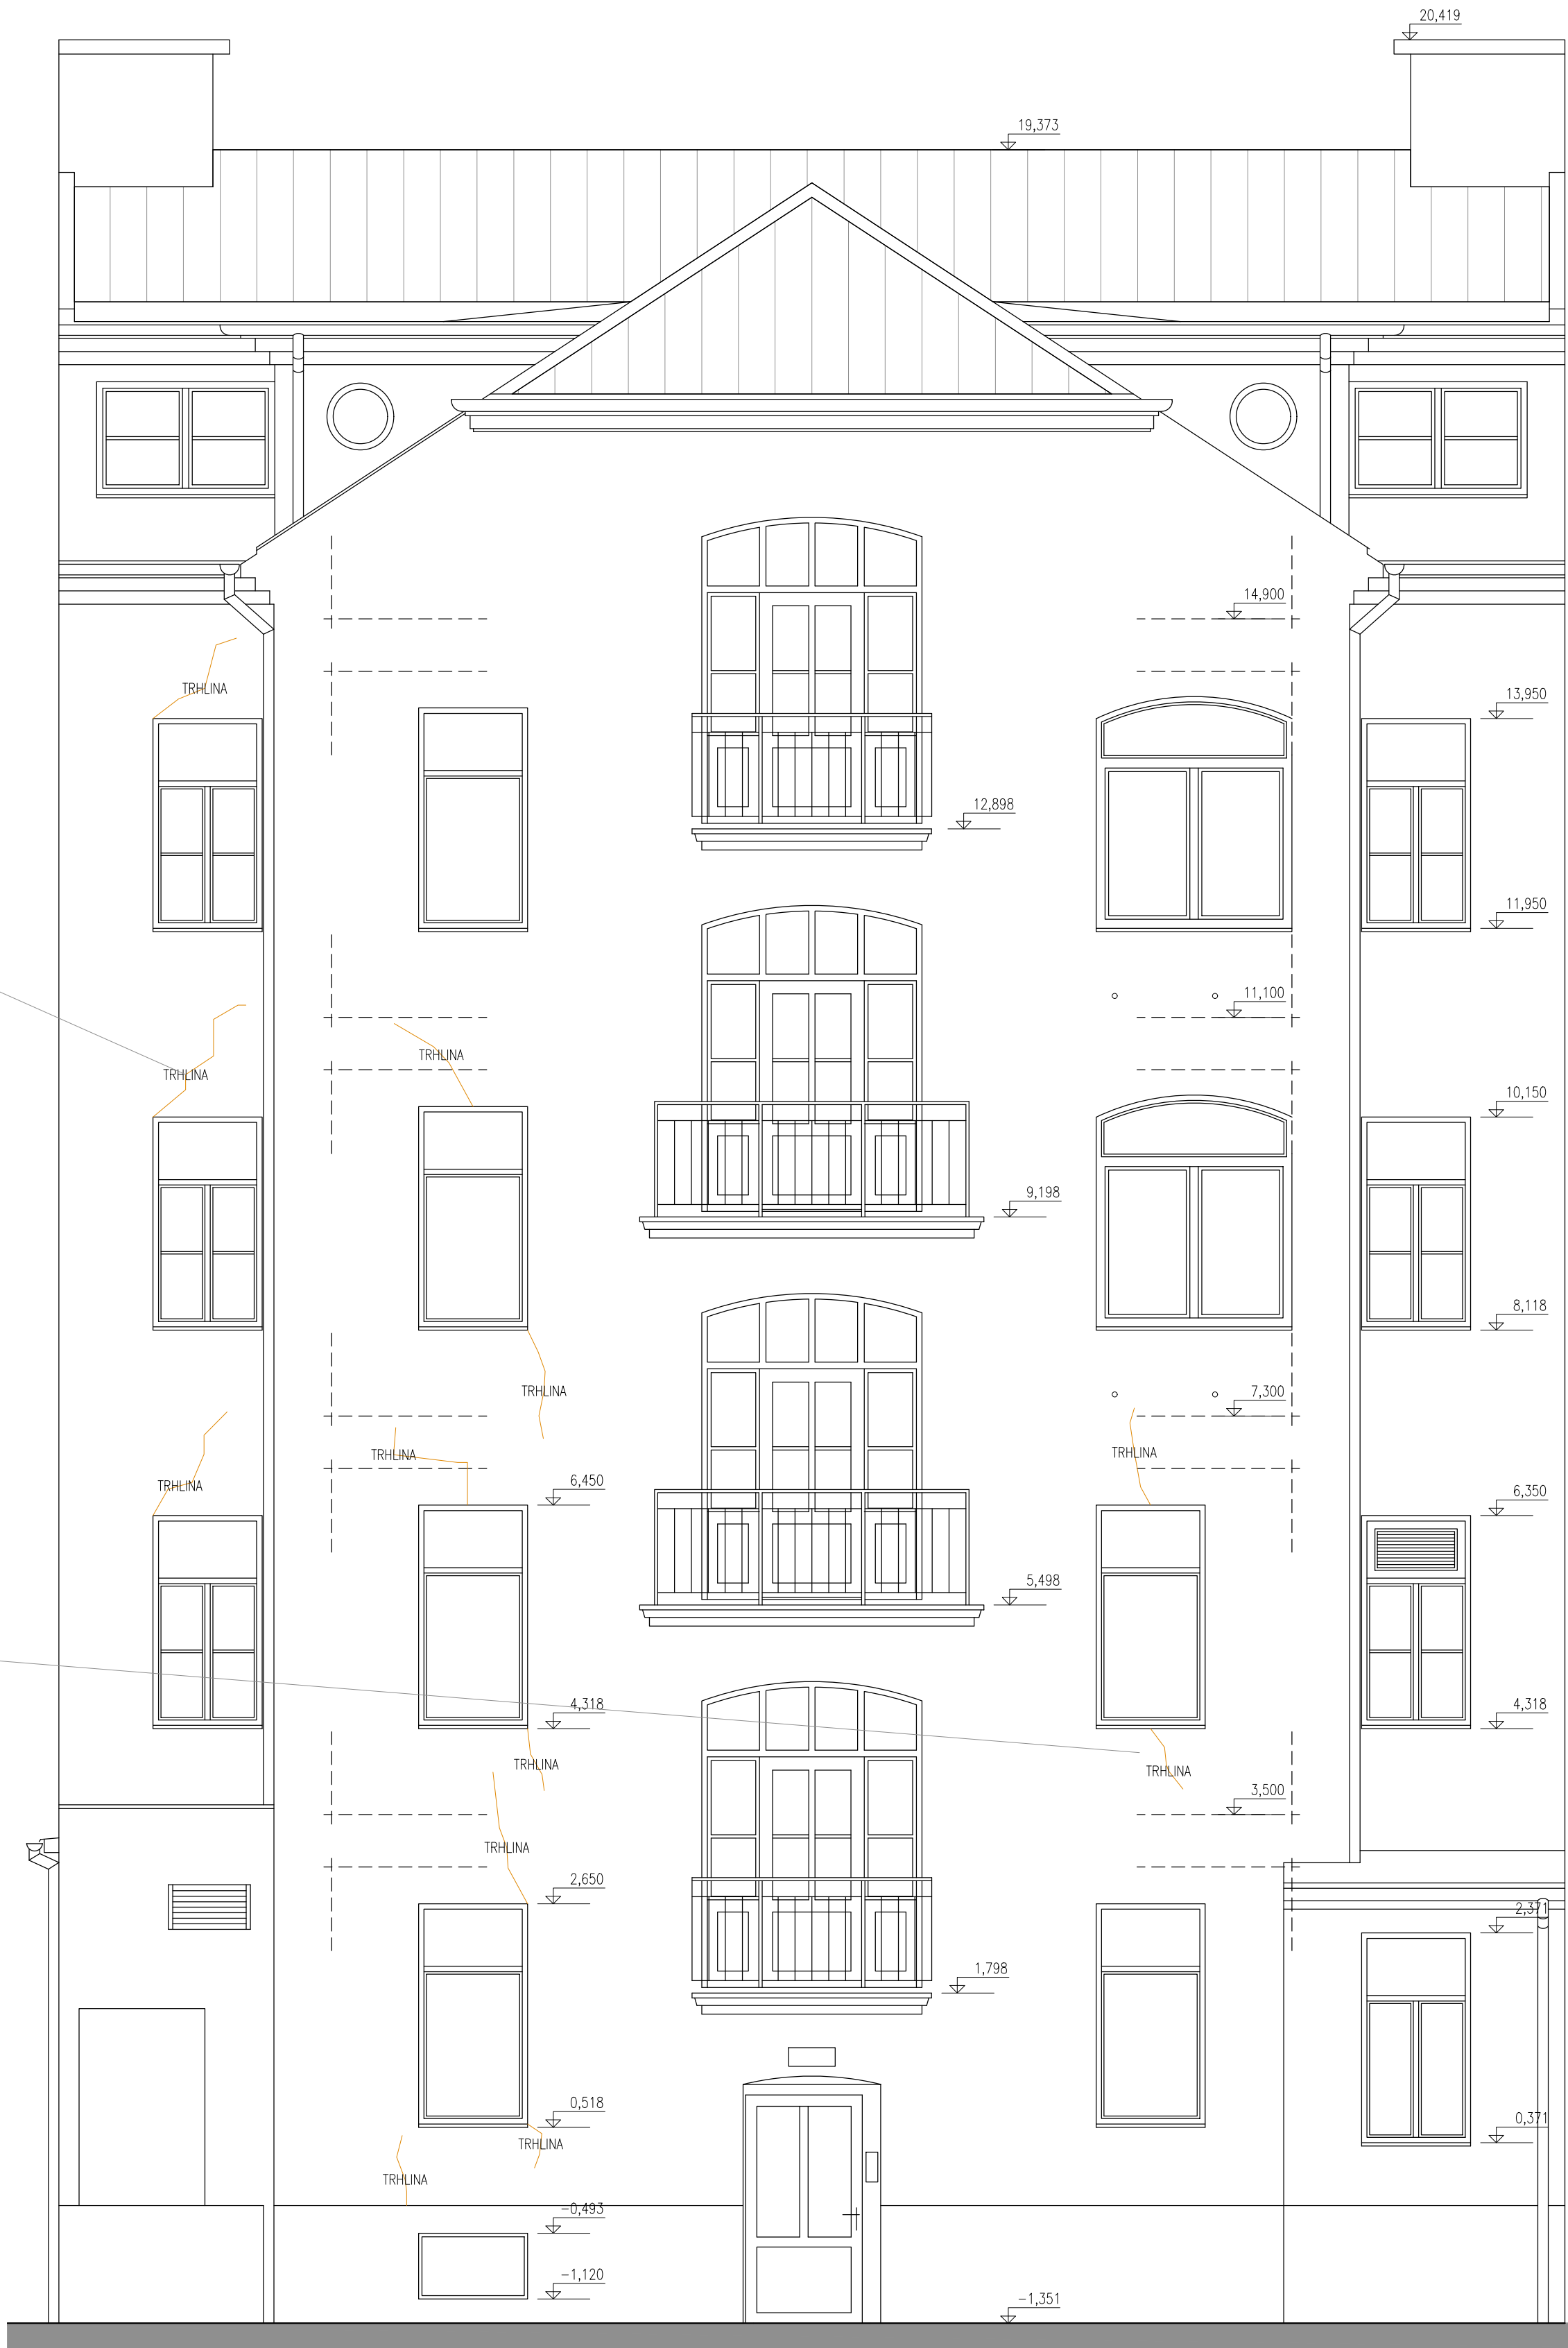 20,419
19,373
14,900
TRHLINA
13,950
12,898
11,950
11,100
TRHLINA
TRHLINA
10,150
9,198
8,118
TRHLINA
7,300
TRHLINA
TRHLINA
6,450
TRHLINA
6,350
5,498
4,318
4,318
TRHLINA
TRHLINA
3,500
TRHLINA
2,650
2,371
1,798
0,518
0,371
TRHLINA
TRHLINA
-0,493
-1,120
-1,351